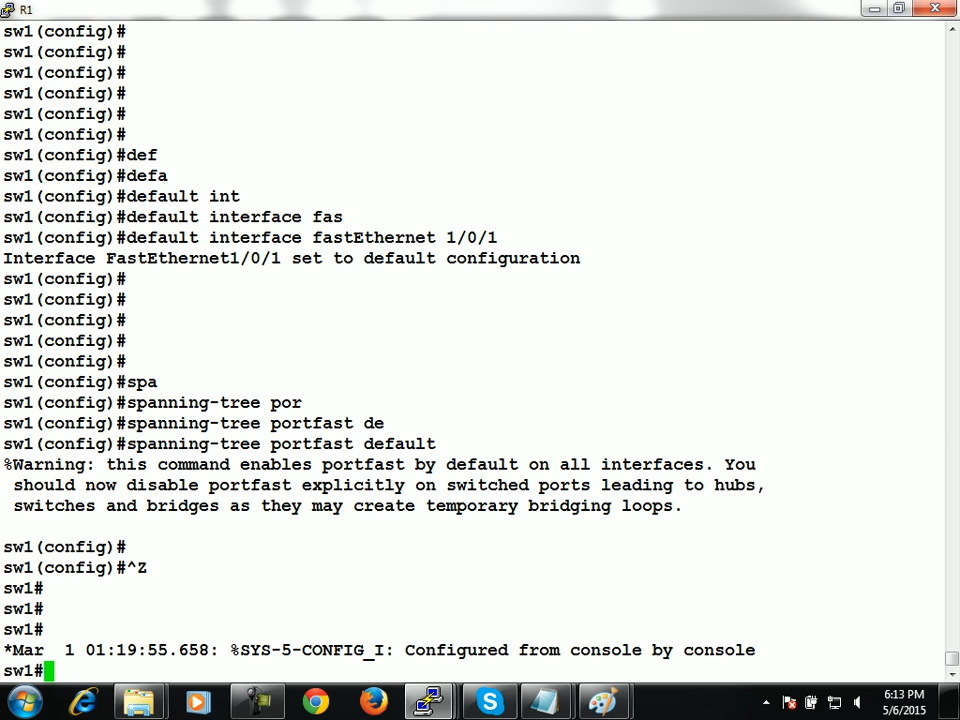 R1
sw1(config)#
sw1(config)#
sw1(config)#
sw1(config)#
sw1(config)#
sw1(config)#
sw1(config)#def
sw1(config)#defa
sw1(config)#default int
sw1(config)#default interface fas
sw1(config)#default interface fastEthernet 1/0/1
Interface FastEthernet1/0/1 set to default configuration
sw1(config)#
sw1(config)#
sw1(config)#
sw1(config)#
sw1(config)#
sw1(config)#spa
sw1(config)#spanning-tree por
sw1(config)#spanning-tree portfast de
sw1(config)#spanning-tree portfast default
%Warning: this command enables portfast by default on all interfaces. You
should now disable portfast explicitly on switched ports leading to hubs,
switches and bridges as they may create temporary bridging loops.
sw1(config)#
sw1(config)#^Z
sw1#
sw1#
sw1#
*Mar  1 01:19:55.658: %SYS-5-CONFIG_I: Configured from console by console
sw1#
6:13 PM
5/6/2015